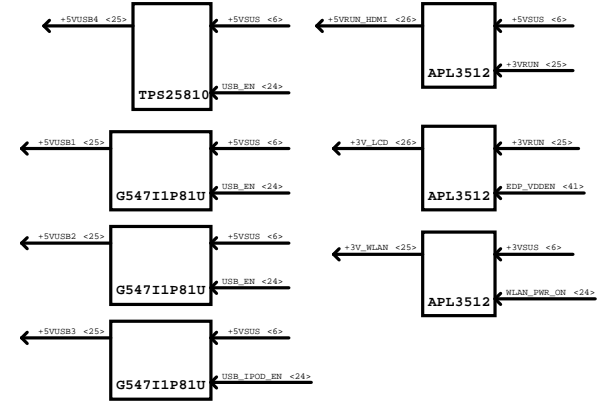 +5VUSB4 <25>
+5VSUS <6>
USB_EN <24>
TPS25810
+5VRUN_HDMI <26>
+5VSUS <6>
+3VRUN <25>
APL3512
+5VUSB1 <25>
+5VSUS <6>
USB_EN <24>
G547I1P81U
+3V_LCD <26>
+3VRUN <25>
EDP_VDDEN <41>
APL3512
+5VUSB2 <25>
+5VSUS <6>
USB_EN <24>
G547I1P81U
+3V_WLAN <25>
+3VSUS <6>
WLAN_PWR_ON <24>
APL3512
+5VUSB3 <25>
+5VSUS <6>
USB_IPOD_EN <24>
G547I1P81U